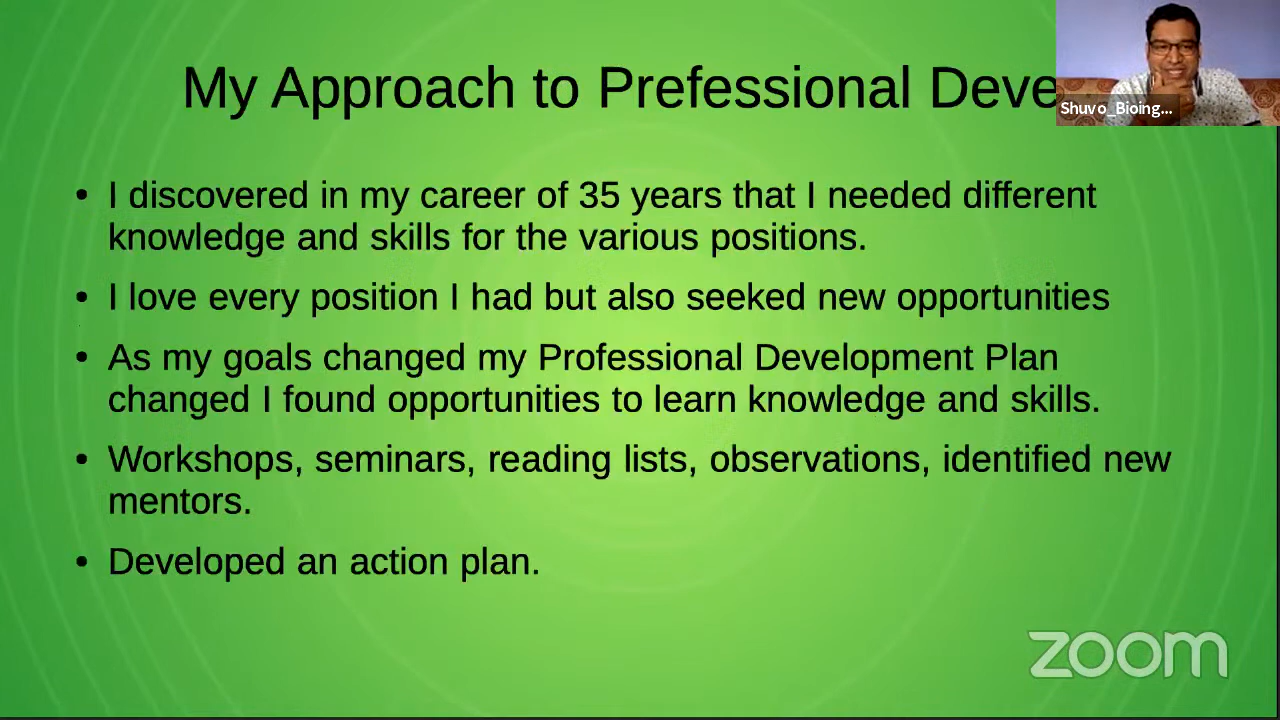 My Approach to Prefessional Deve
Shuvo_Bioing...
• I discovered in my career of 35 years that I needed different
knowledge and skills for the various positions.
• I love every position I had but also seeked new opportunities
• As my goals changed my Professional Development Plan
changed I found opportunities to learn knowledge and skills.
• Workshops, seminars, reading lists, observations, identified new
mentors.
• Developed an action plan.
zoom